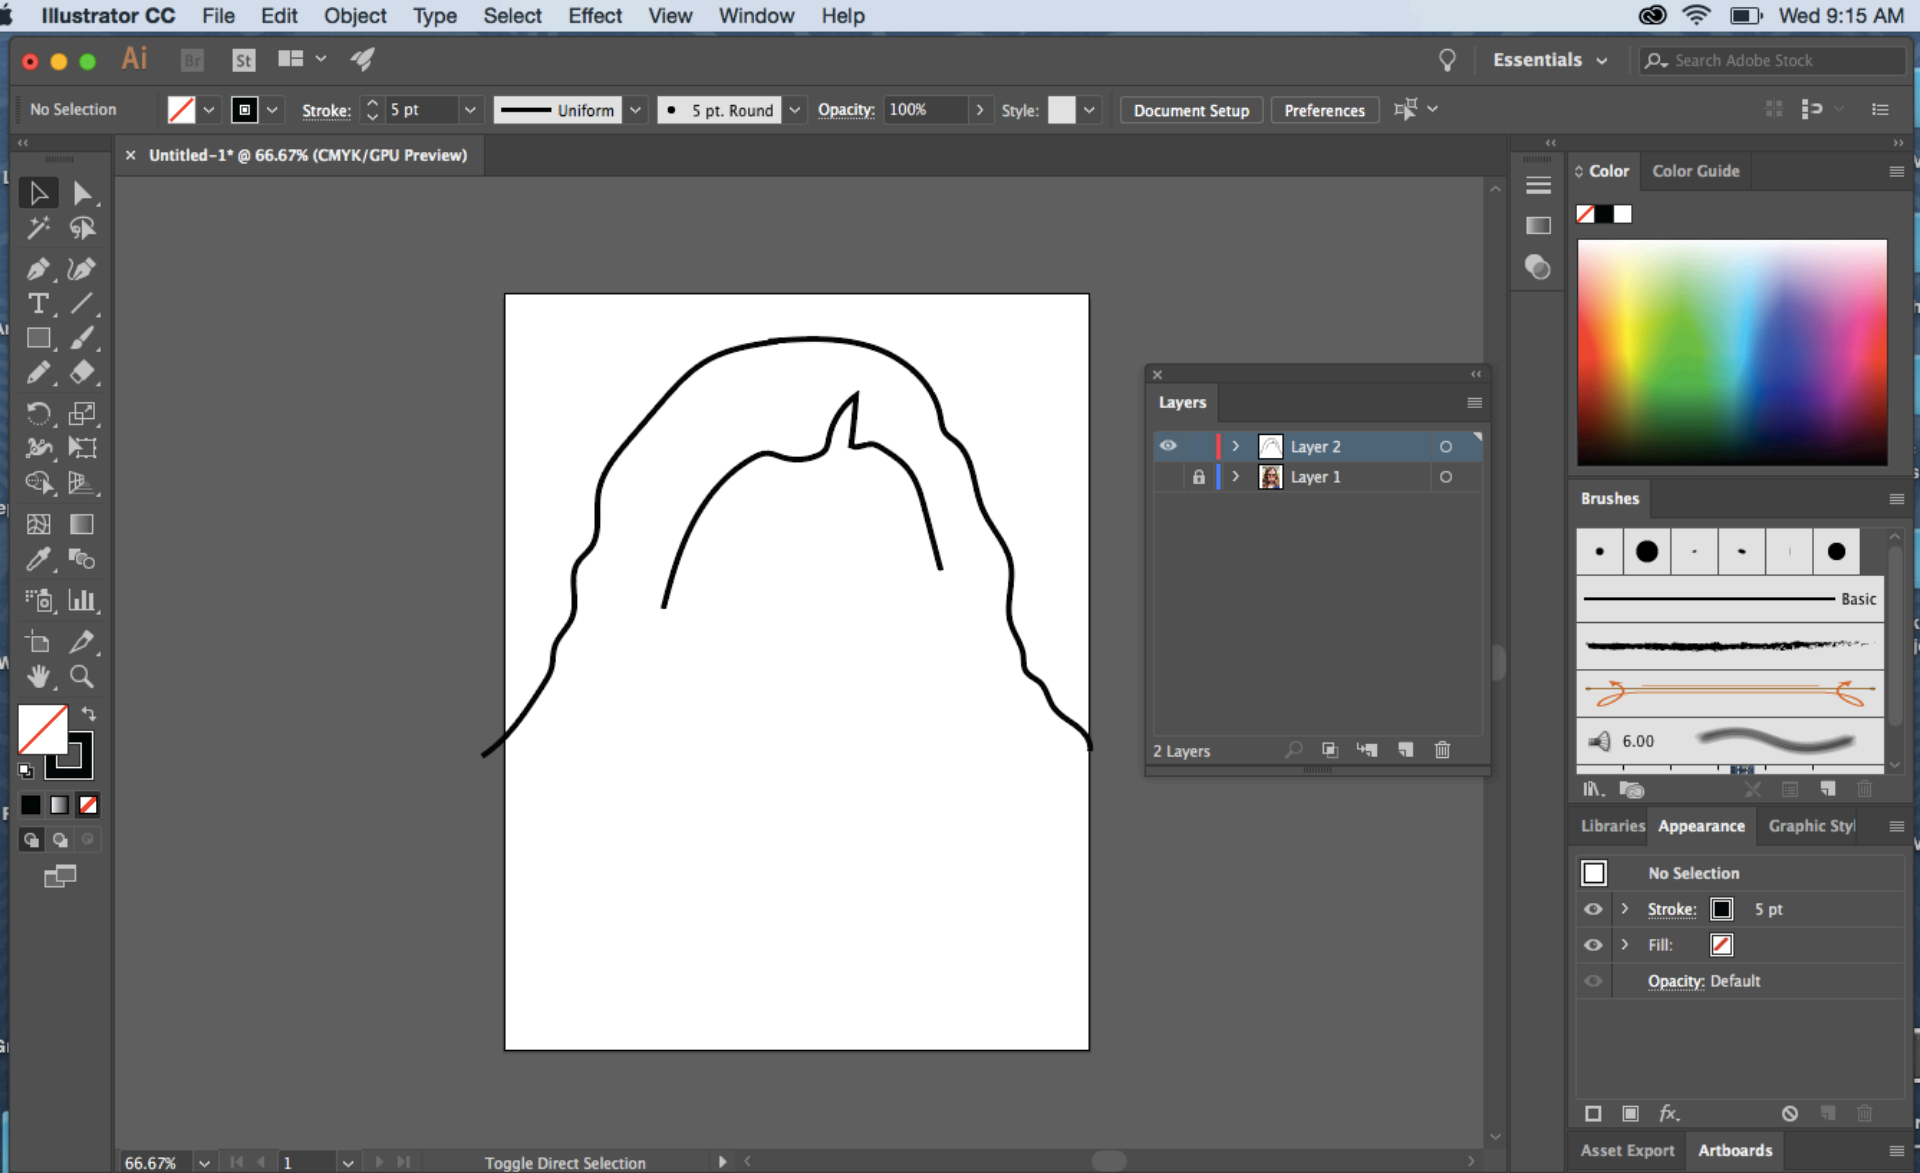 Illustrator CC File Edit Object Type Select Effect View Window Help Wed 9:15 AM
Ai Br St Essentials Search Adobe Stock
No Selection Stroke: 5 pt Uniform 5 pt. Round Opacity: 100% Style: Document Setup Preferences
× Untitled-1* @ 66.67% (CMYK/GPU Preview)
Color Color Guide
Layers
Layer 2
Layer 1
2 Layers
Brushes
Basic
6.00
Libraries Appearance Graphic Styl
No Selection
Stroke: 5 pt
Fill:
Opacity: Default
fx.
Asset Export Artboards
66.67% 1 Toggle Direct Selection